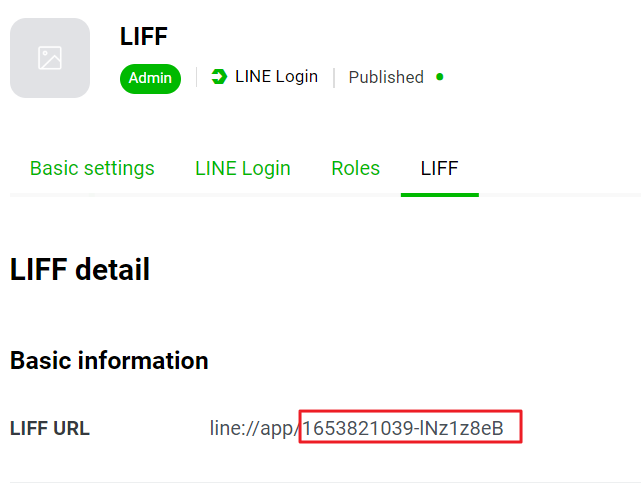 LIFF
Admin LINE Login Published
Basic settings LINE Login Roles LIFF
LIFF detail
Basic information
LIFF URL line://app/1653821039-lNz1z8eB